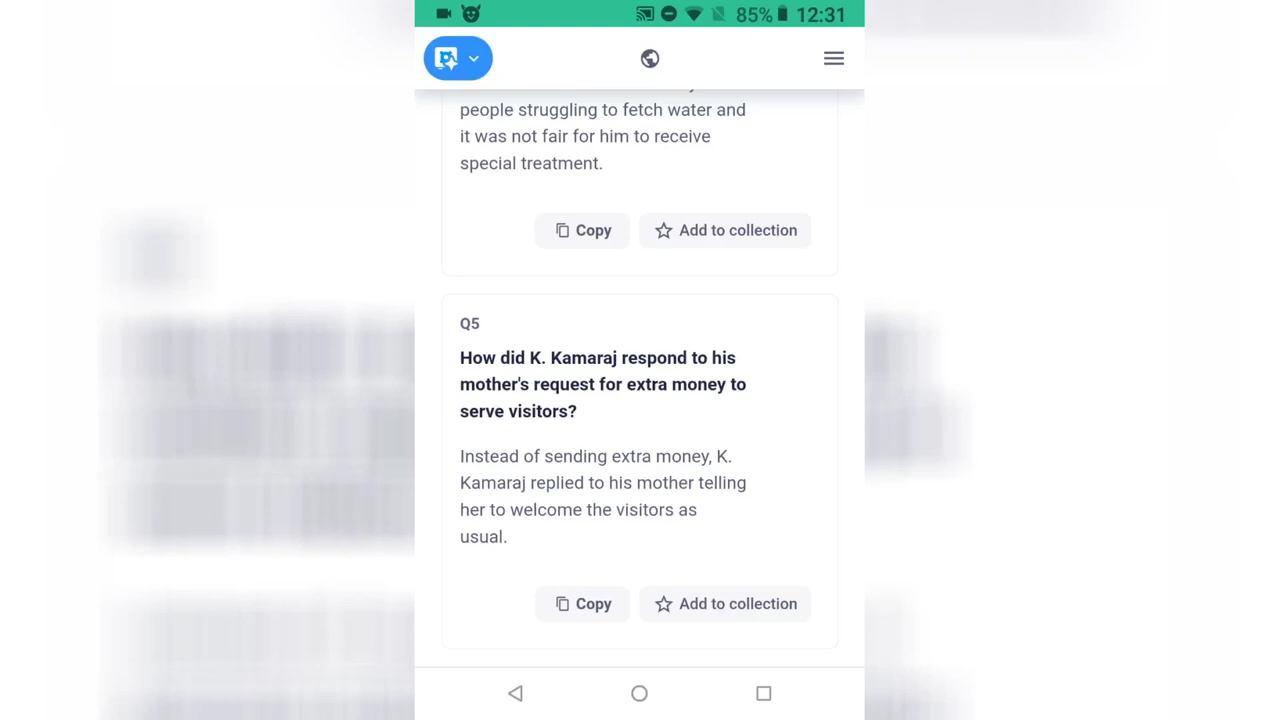 85% 12:31
people struggling to fetch water and
it was not fair for him to receive
special treatment.
Copy Add to collection
Q5
How did K. Kamaraj respond to his
mother's request for extra money to
serve visitors?
Instead of sending extra money, K.
Kamaraj replied to his mother telling
her to welcome the visitors as
usual.
Copy Add to collection